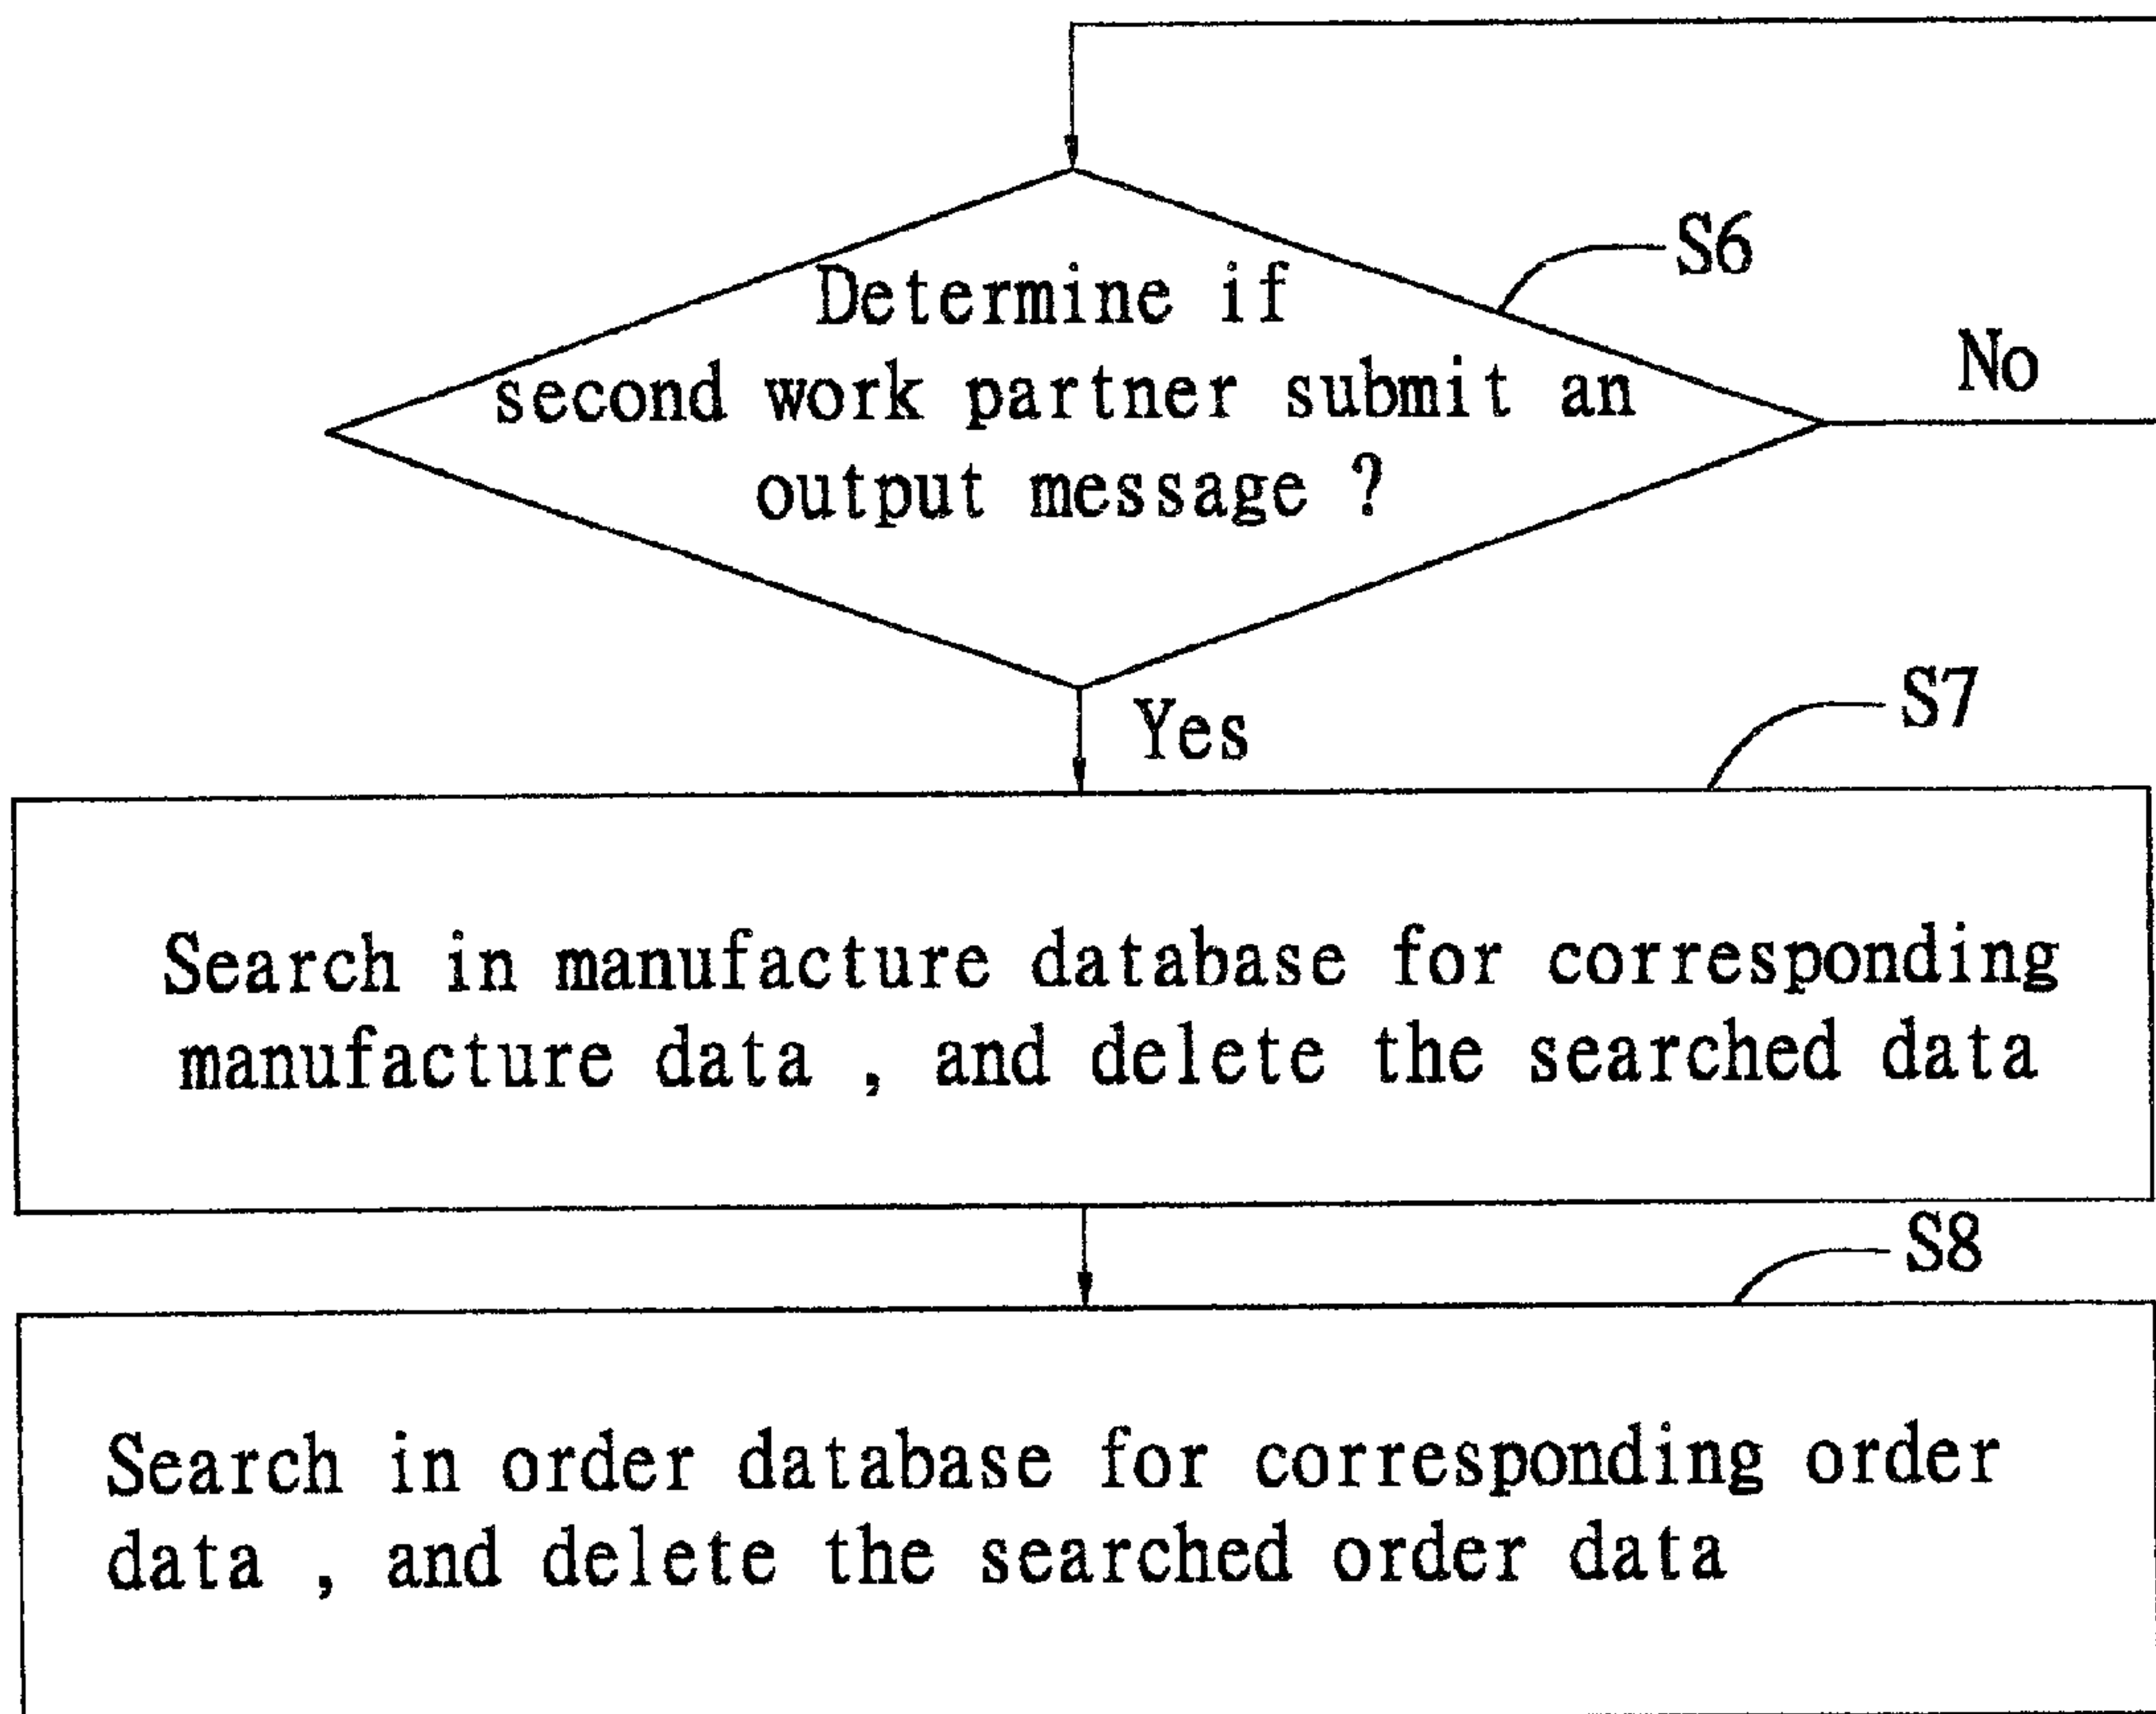 Determine if
S6
second work partner submit an
No
output message ?
Yes
S7
Search in manufacture database for corresponding
manufacture data , and delete the searched data
S8
Search in order database for corresponding order
data , and delete the searched order data